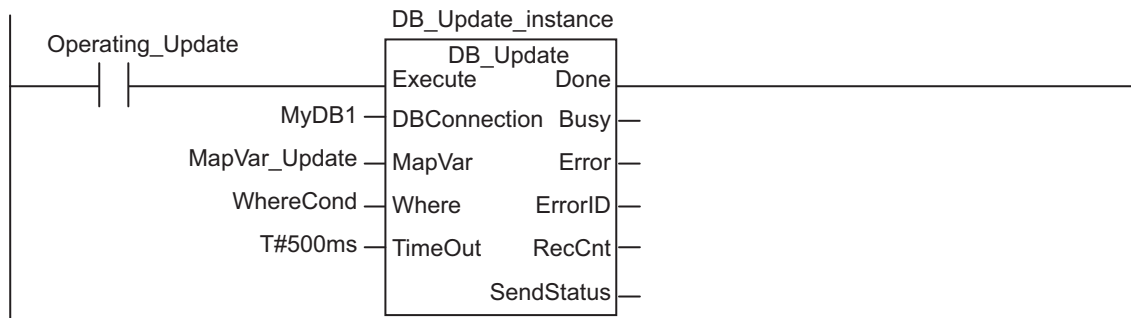 DB_Update_instance
Operating_Update
DB_Update
Execute Done
MyDB1 DBConnection Busy
MapVar_Update MapVar Error
WhereCond Where ErrorID
T#500ms TimeOut RecCnt
SendStatus